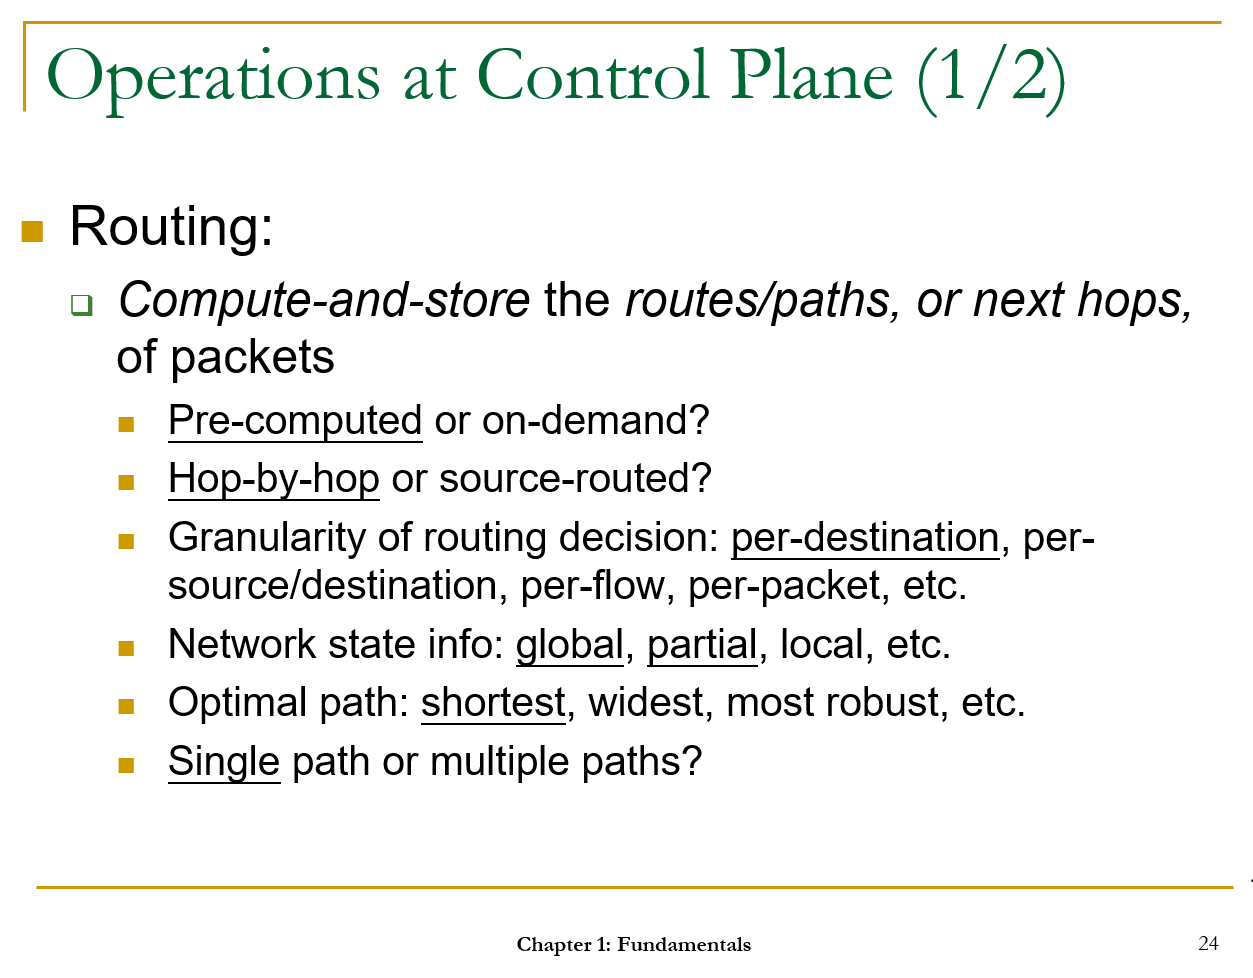 Operations at Control Plane (1/2)
Routing:
Compute-and-store the routes/paths, or next hops,
of packets
Pre-computed or on-demand?
Hop-by-hop or source-routed?
Granularity of routing decision: per-destination, per-
source/destination, per-flow, per-packet, etc.
Network state info: global, partial, local, etc.
Optimal path: shortest, widest, most robust, etc.
Single path or multiple paths?
Chapter 1: Fundamentals
24